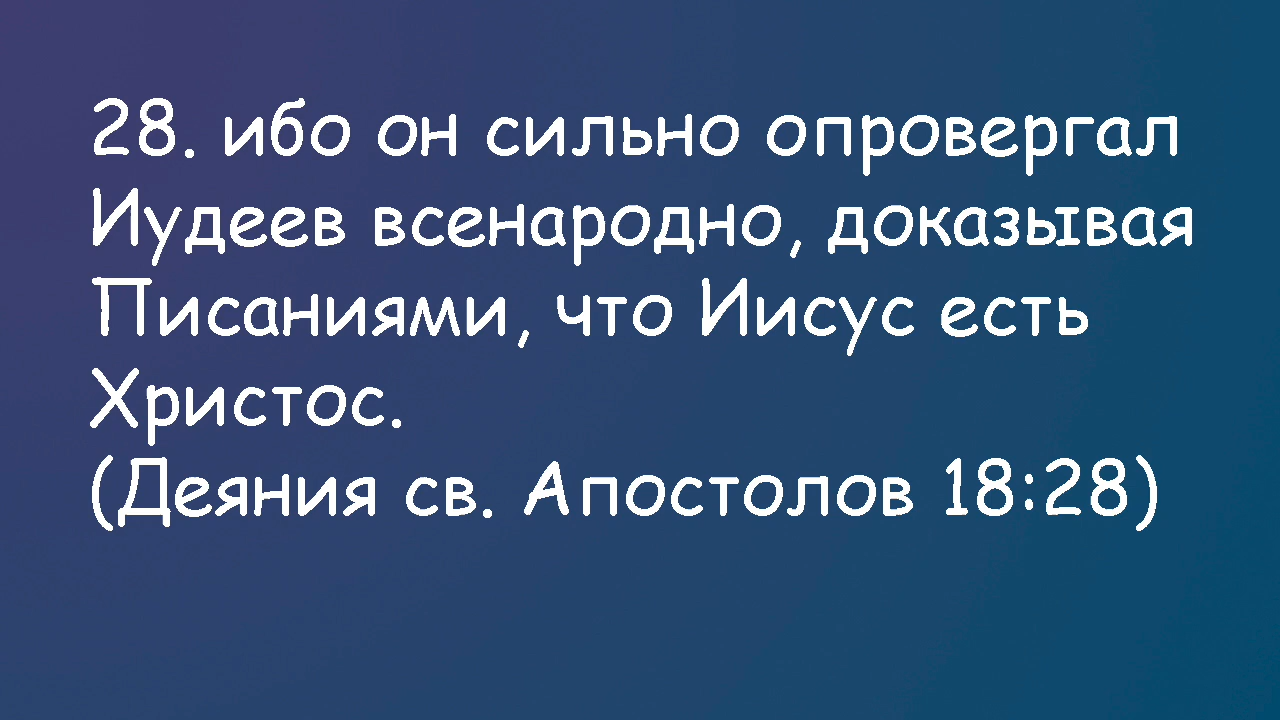 28. ибо он сильно опровергал
Иудеев всенародно, доказывая
Писаниями, что Иисус есть
Христос.
(Деяния св. Апостолов 18:28)